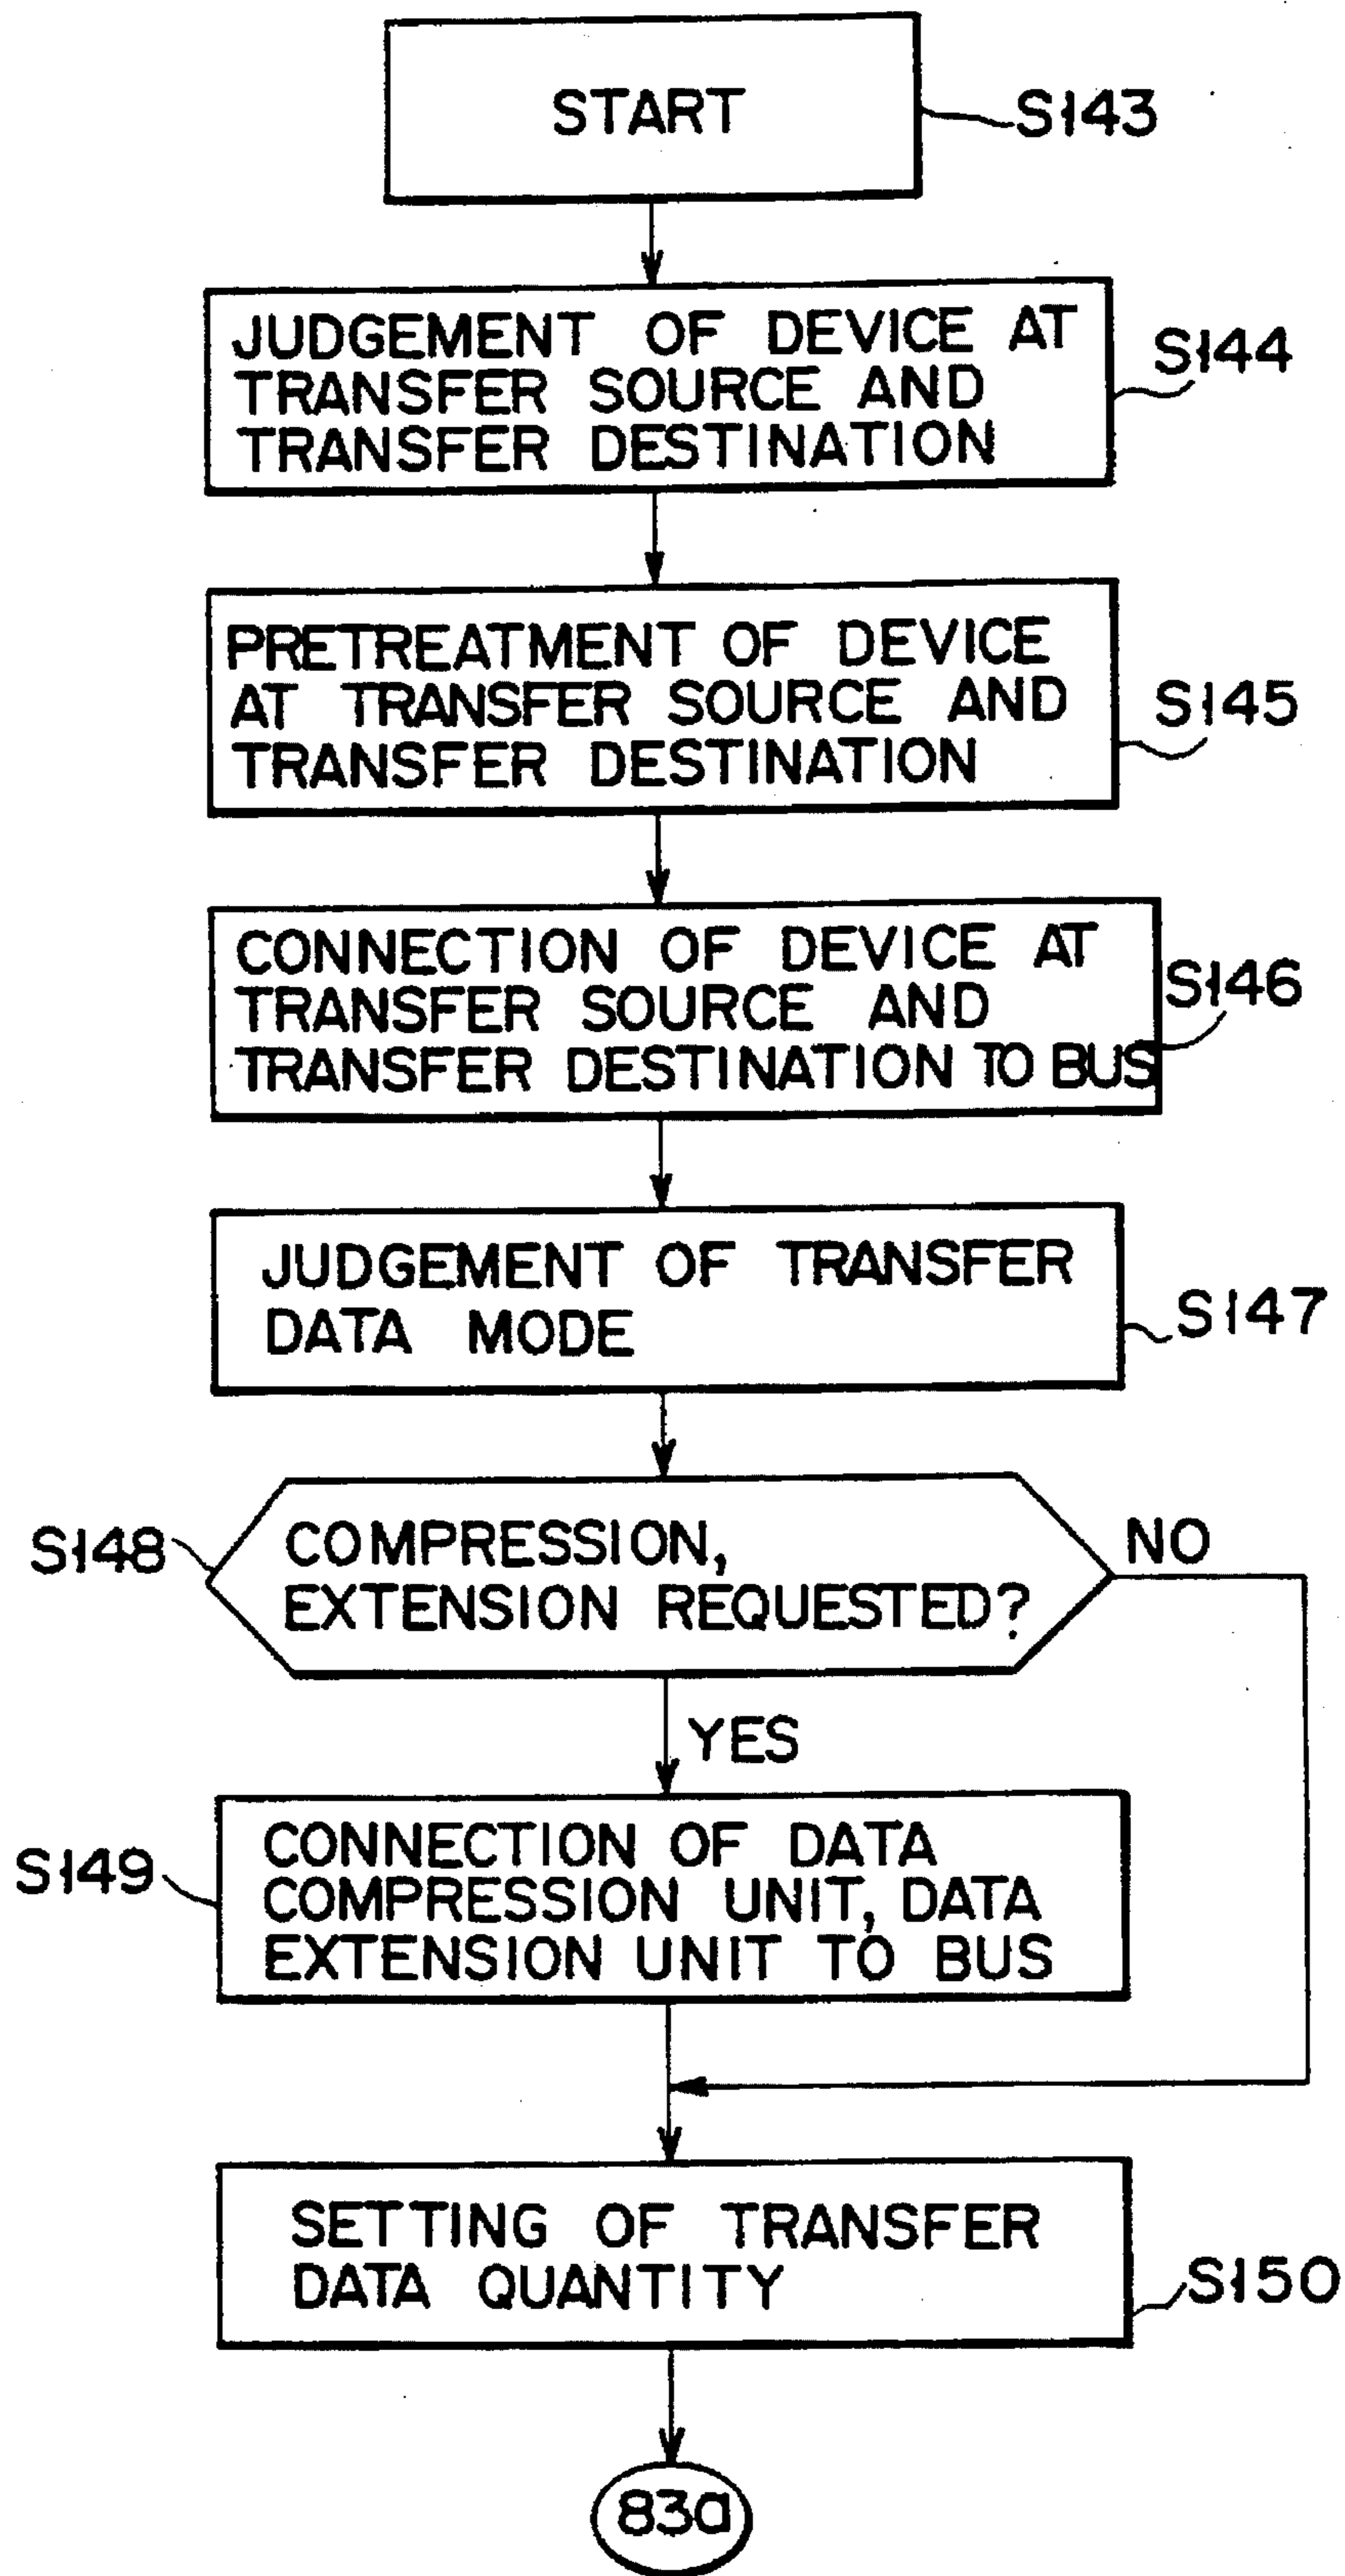 START
S143
JUDGEMENT OF DEVICE AT
TRANSFER SOURCE AND
TRANSFER DESTINATION
S144
PRETREATMENT OF DEVICE
AT TRANSFER SOURCE AND
TRANSFER DESTINATION
S145
CONNECTION OF DEVICE AT
TRANSFER SOURCE AND
TRANSFER DESTINATION TO BUS
S146
JUDGEMENT OF TRANSFER
DATA MODE
S147
S148
COMPRESSION,
EXTENSION REQUESTED?
NO
YES
S149
CONNECTION OF DATA
COMPRESSION UNIT, DATA
EXTENSION UNIT TO BUS
SETTING OF TRANSFER
DATA QUANTITY
S150
83a